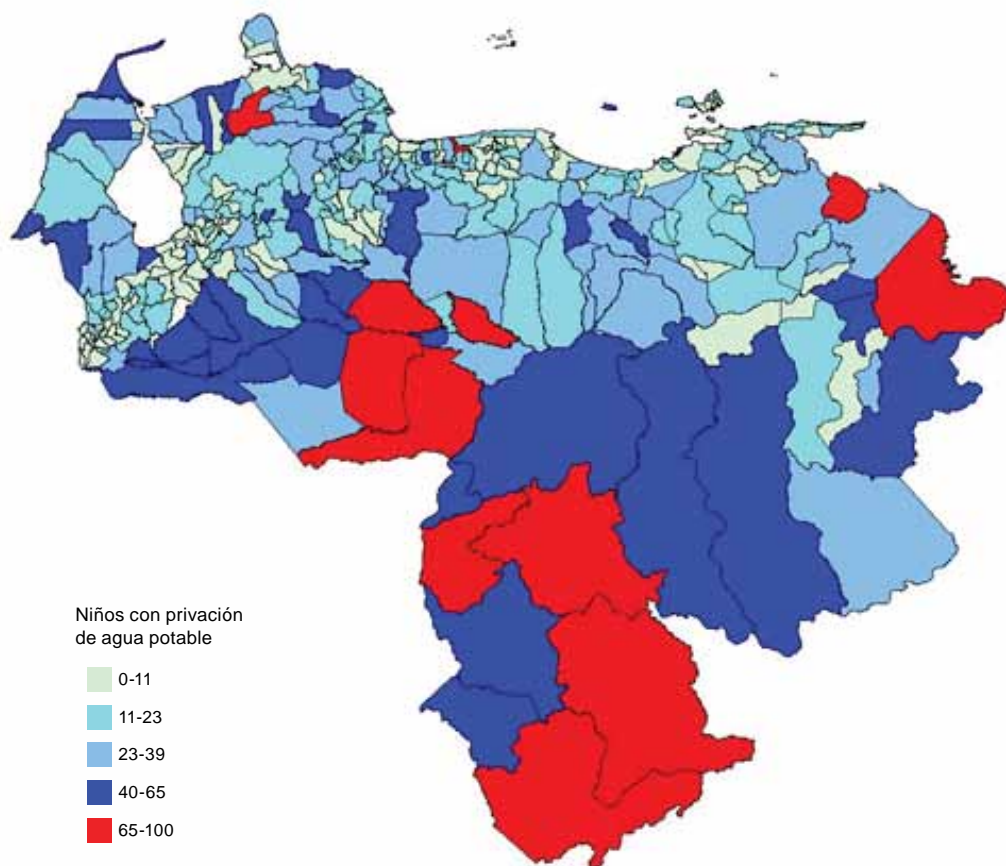 Niños con privación
de agua potable
0-11
11-23
23-39
40-65
65-100